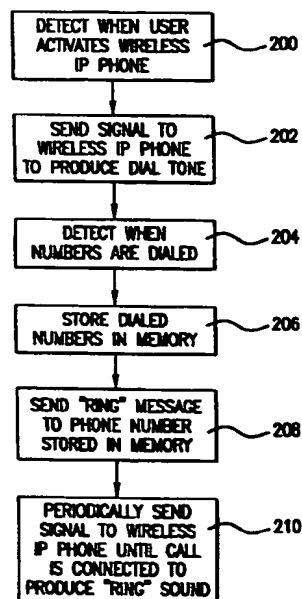 DETECT WHEN USER
ACTIVATES WIRELESS
IP PHONE
200
SEND SIGNAL TO
WIRELESS IP PHONE
TO PRODUCE DIAL TONE
202
DETECT WHEN
NUMBERS ARE DIALED
204
STORE DIALED
NUMBERS IN MEMORY
206
SEND "RING" MESSAGE
TO PHONE NUMBER
STORED IN MEMORY
208
PERIODICALLY SEND
SIGNAL TO WIRELESS
IP PHONE UNTIL CALL
IS CONNECTED TO
PRODUCE "RING" SOUND
210